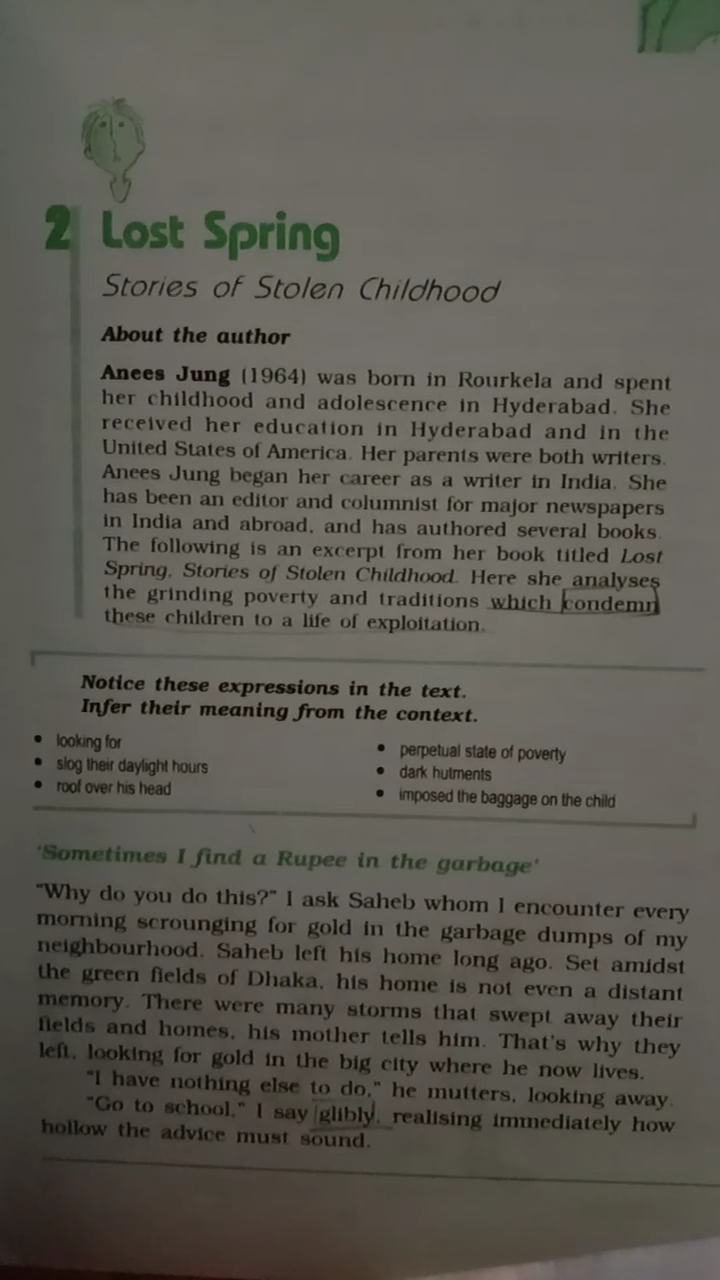 2 Lost Spring
Stories of Stolen Childhood
About the author
Anees Jung (1964) was born in Rourkela and spent
her childhood and adolescence in Hyderabad. She
received her education in Hyderabad and in the
United States of America. Her parents were both writers.
Anees Jung began her career as a writer in India. She
has been an editor and columnist for major newspapers
in India and abroad, and has authored several books.
The following is an excerpt from her book titled Lost
Spring, Stories of Stolen Childhood. Here she analyses
the grinding poverty and traditions which condemn
these children to a life of exploitation.
Notice these expressions in the text.
Infer their meaning from the context.
• looking for
• slog their daylight hours
• roof over his head
• perpetual state of poverty
• dark hutments
• imposed the baggage on the child
'Sometimes I find a Rupee in the garbage'
"Why do you do this?" I ask Saheb whom I encounter every
morning scrounging for gold in the garbage dumps of my
neighbourhood. Saheb left his home long ago. Set amidst
the green fields of Dhaka, his home is not even a distant
memory. There were many storms that swept away their
fields and homes, his mother tells him. That's why they
left, looking for gold in the big city where he now lives.
"I have nothing else to do," he mutters, looking away.
"Go to school," I say glibly, realising immediately how
hollow the advice must sound.